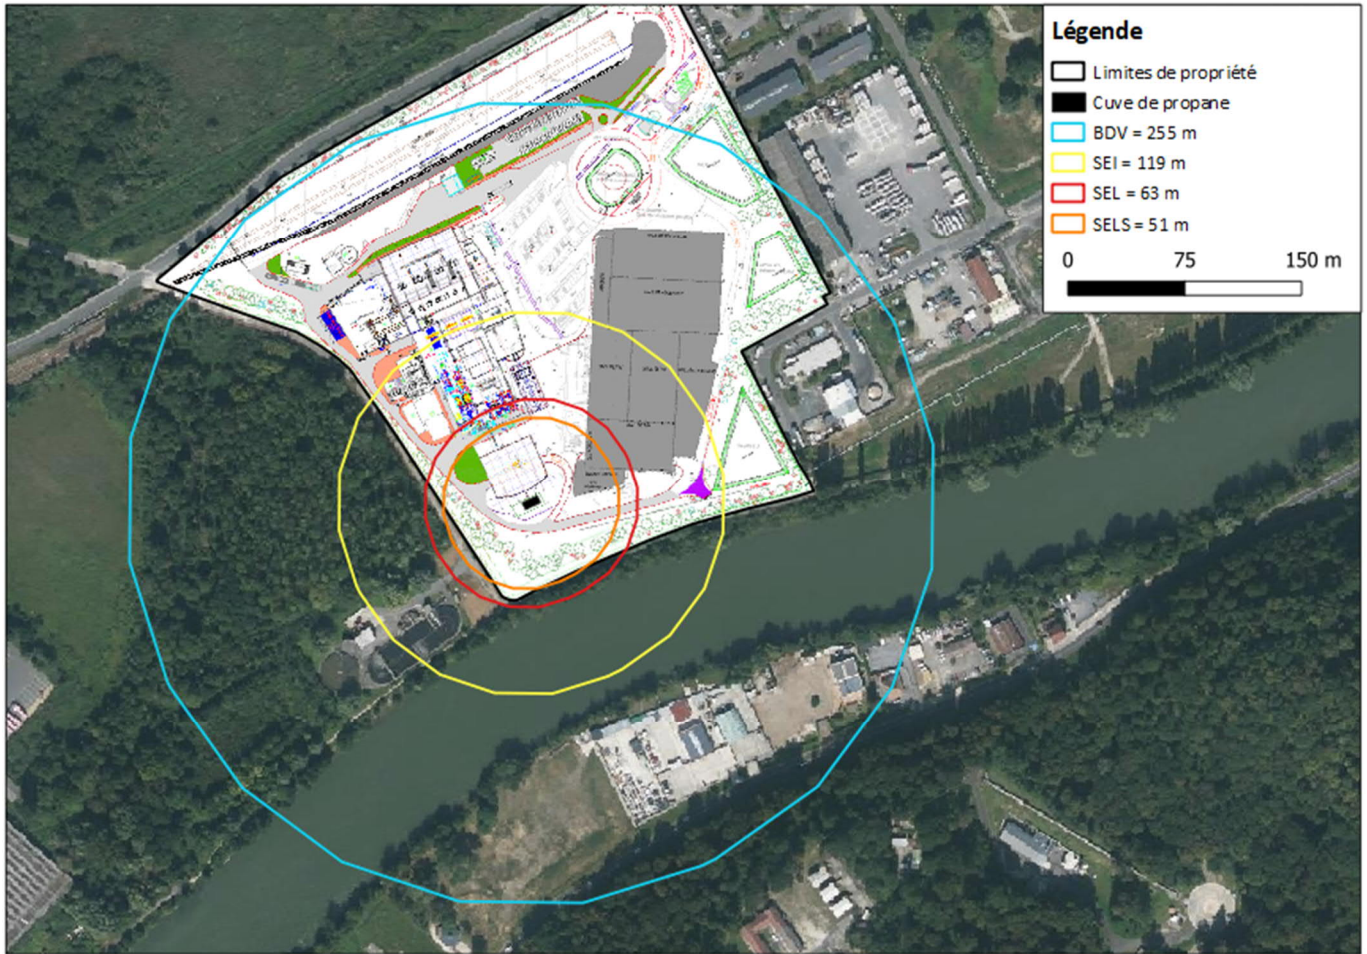 Légende
Limites de propriété
Cuve de propane
BDV = 255 m
SEI = 119 m
SEL = 63 m
SELS = 51 m
0 75 150 m